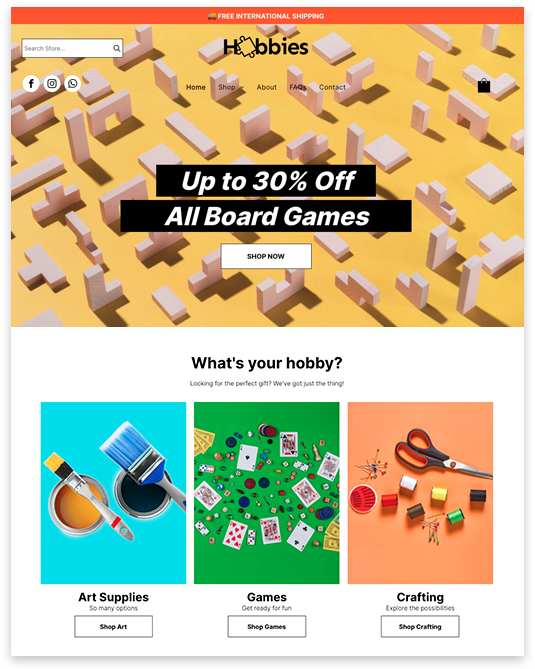 🚚 FREE INTERNATIONAL SHIPPING
Search Store...
Hobbies
Home Shop About FAQs Contact
Up to 30% Off
All Board Games
SHOP NOW
What's your hobby?
Looking for the perfect gift? We've got just the thing!
Art Supplies Games Crafting
So many options Get ready for fun Explore the possibilities
Shop Art Shop Games Shop Crafting